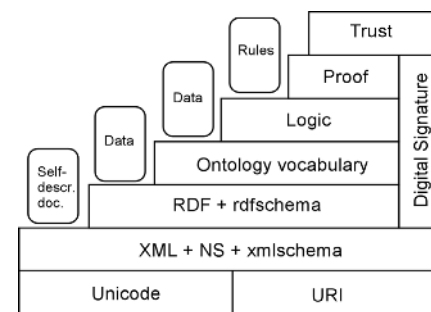 Trust
Rules
Proof
Data
Logic
Digital Signature
Data
Ontology vocabulary
Self-
descr.
doc.
RDF + rdfschema
XML + NS + xmlschema
Unicode
URI